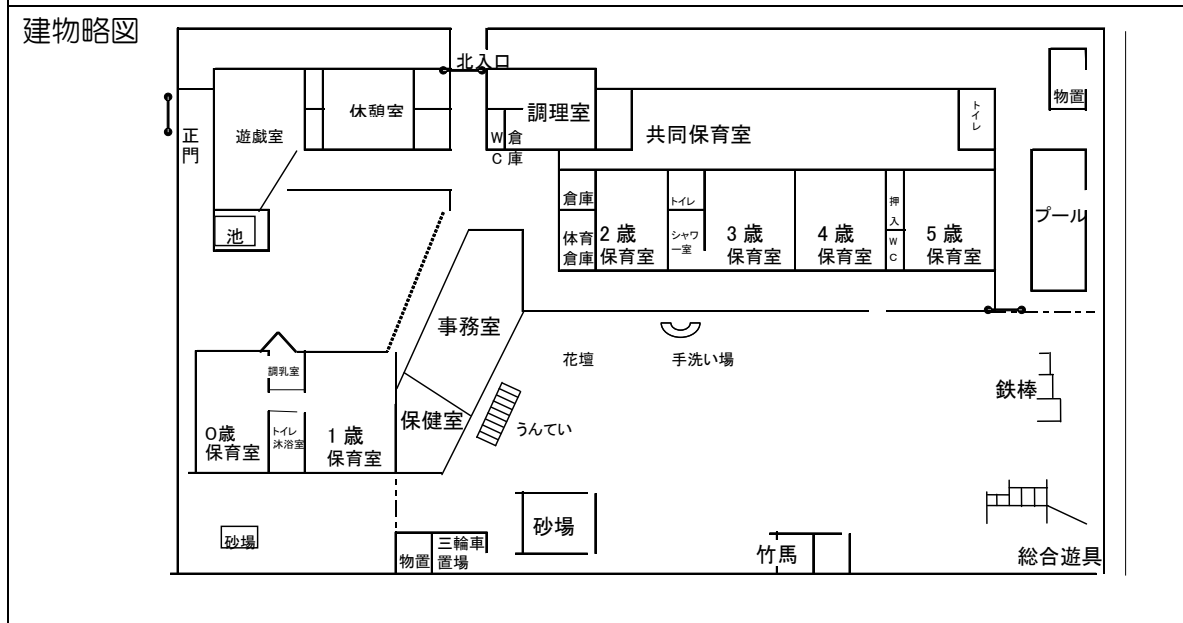 建物略図
北入口
正門
遊戯室
休憩室
調理室
WC
倉庫
共同保育室
トイレ
物置
プール
池
倉庫
体育
倉庫
2歳
保育室
トイレ
シャワ
ー室
3歳
保育室
4歳
保育室
押入
WC
5歳
保育室
事務室
花壇
手洗い場
鉄棒
調乳室
0歳
保育室
トイレ
沐浴室
1歳
保育室
保健室
うんてい
砂場
物置
三輪車
置場
砂場
竹馬
総合遊具